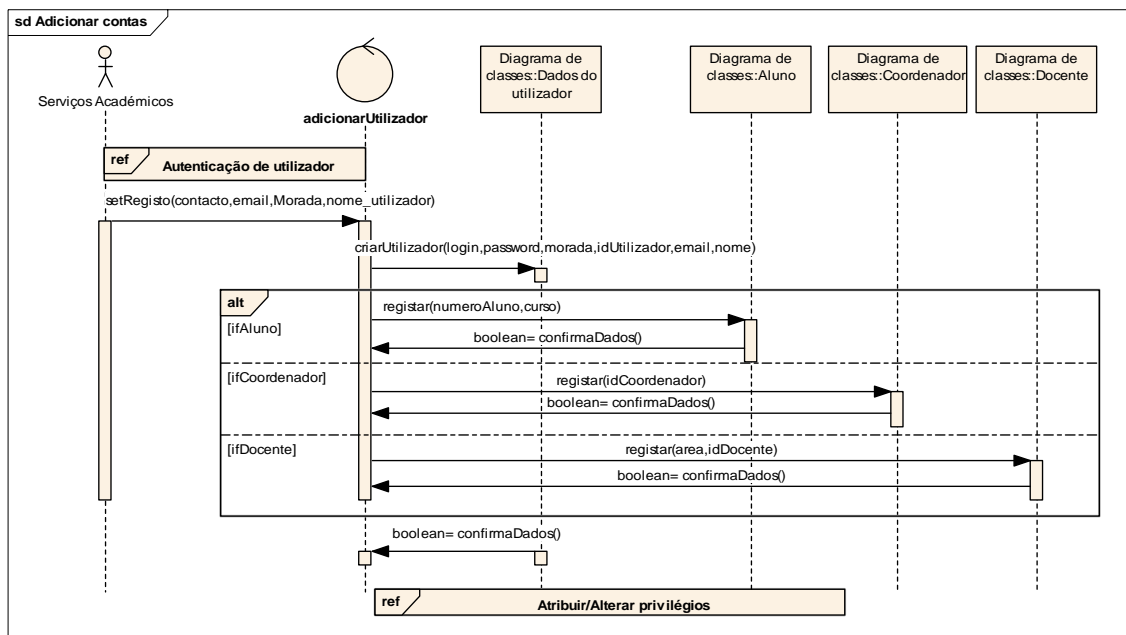 sd Adicionar contas
Serviços Académicos
adicionarUtilizador
Diagrama de
classes::Dados do
utilizador
Diagrama de
classes::Aluno
Diagrama de
classes::Coordenador
Diagrama de
classes::Docente
ref
Autenticação de utilizador
setRegisto(contacto,email,Morada,nome_utilizador)
criarUtilizador(login,password,morada,idUtilizador,email,nome)
alt
registar(numeroAluno,curso)
[ifAluno]
boolean= confirmaDados()
[ifCoordenador]
registar(idCoordenador)
boolean= confirmaDados()
[ifDocente]
registar(area,idDocente)
boolean= confirmaDados()
boolean= confirmaDados()
ref
Atribuir/Alterar privilégios